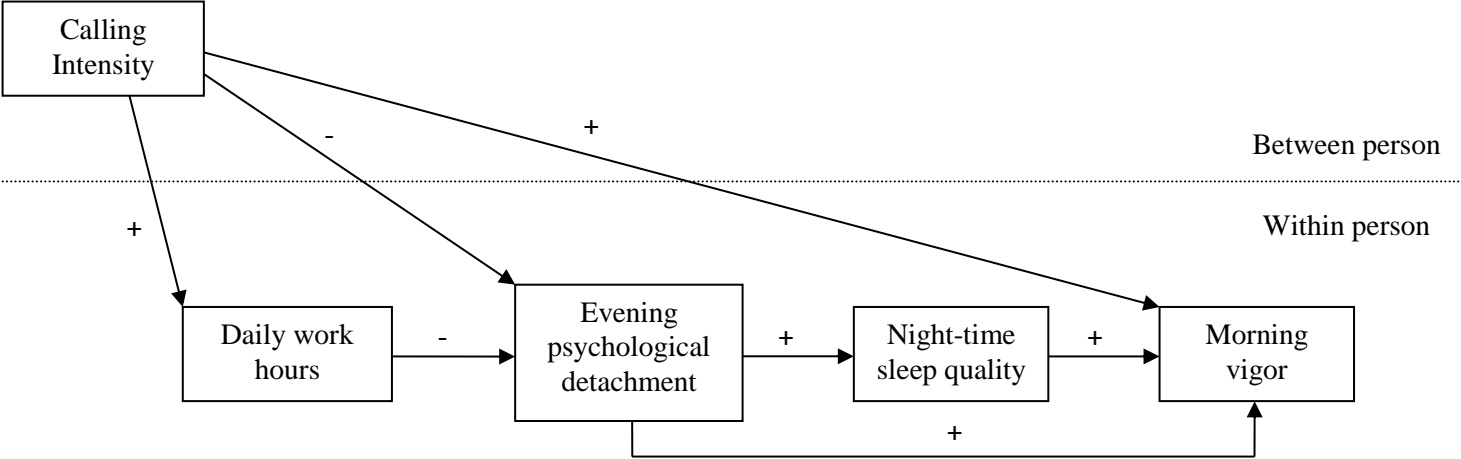 Calling
Intensity
-
+
Between person
+
Within person
Daily work
hours
-
Evening
psychological
detachment
+
Night-time
sleep quality
+
Morning
vigor
+